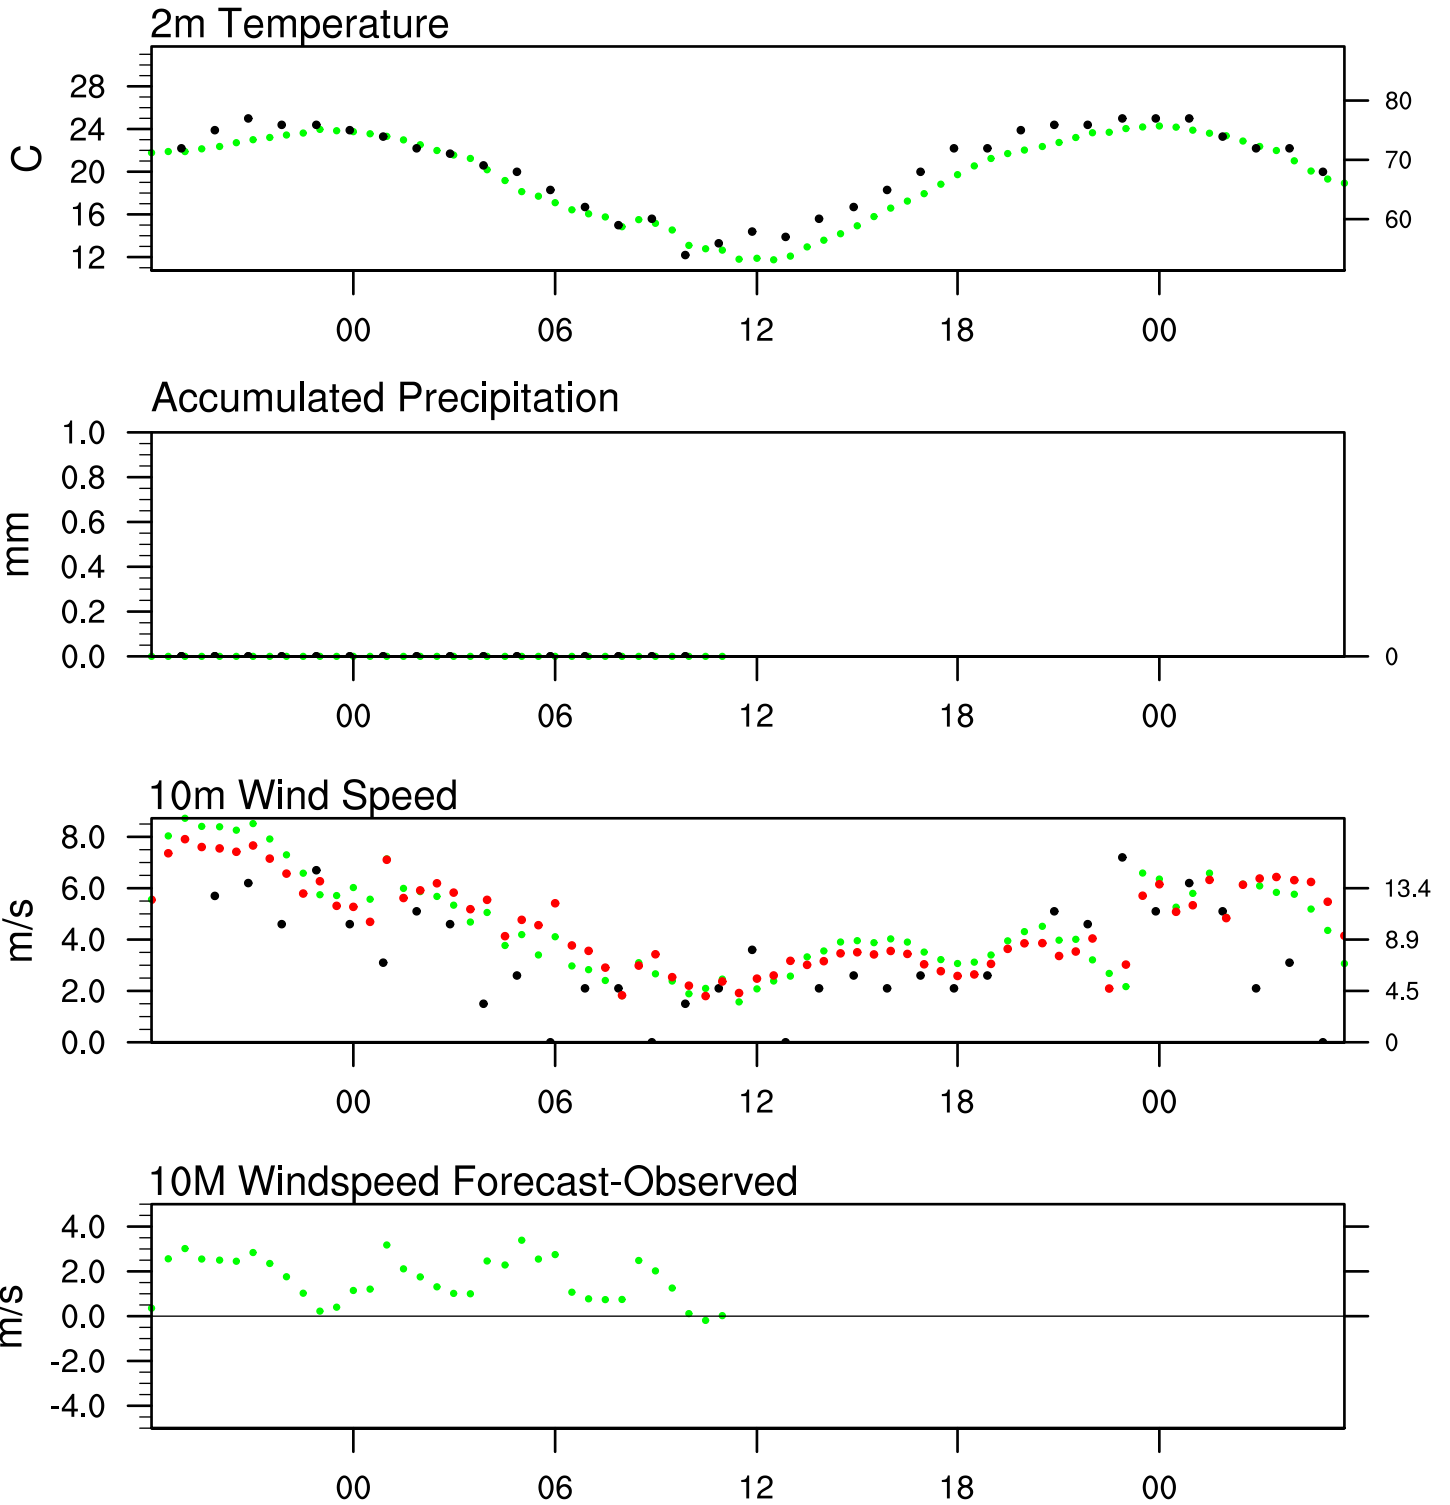 2m Temperature
28
24
20
16
12
C
80
70
60
00 06 12 18 00
Accumulated Precipitation
1.0
0.8
0.6
0.4
0.2
0.0
mm
0
00 06 12 18 00
10m Wind Speed
8.0
6.0
4.0
2.0
0.0
m/s
13.4
8.9
4.5
0
00 06 12 18 00
10M Windspeed Forecast-Observed
4.0
2.0
0.0
-2.0
-4.0
m/s
00 06 12 18 00